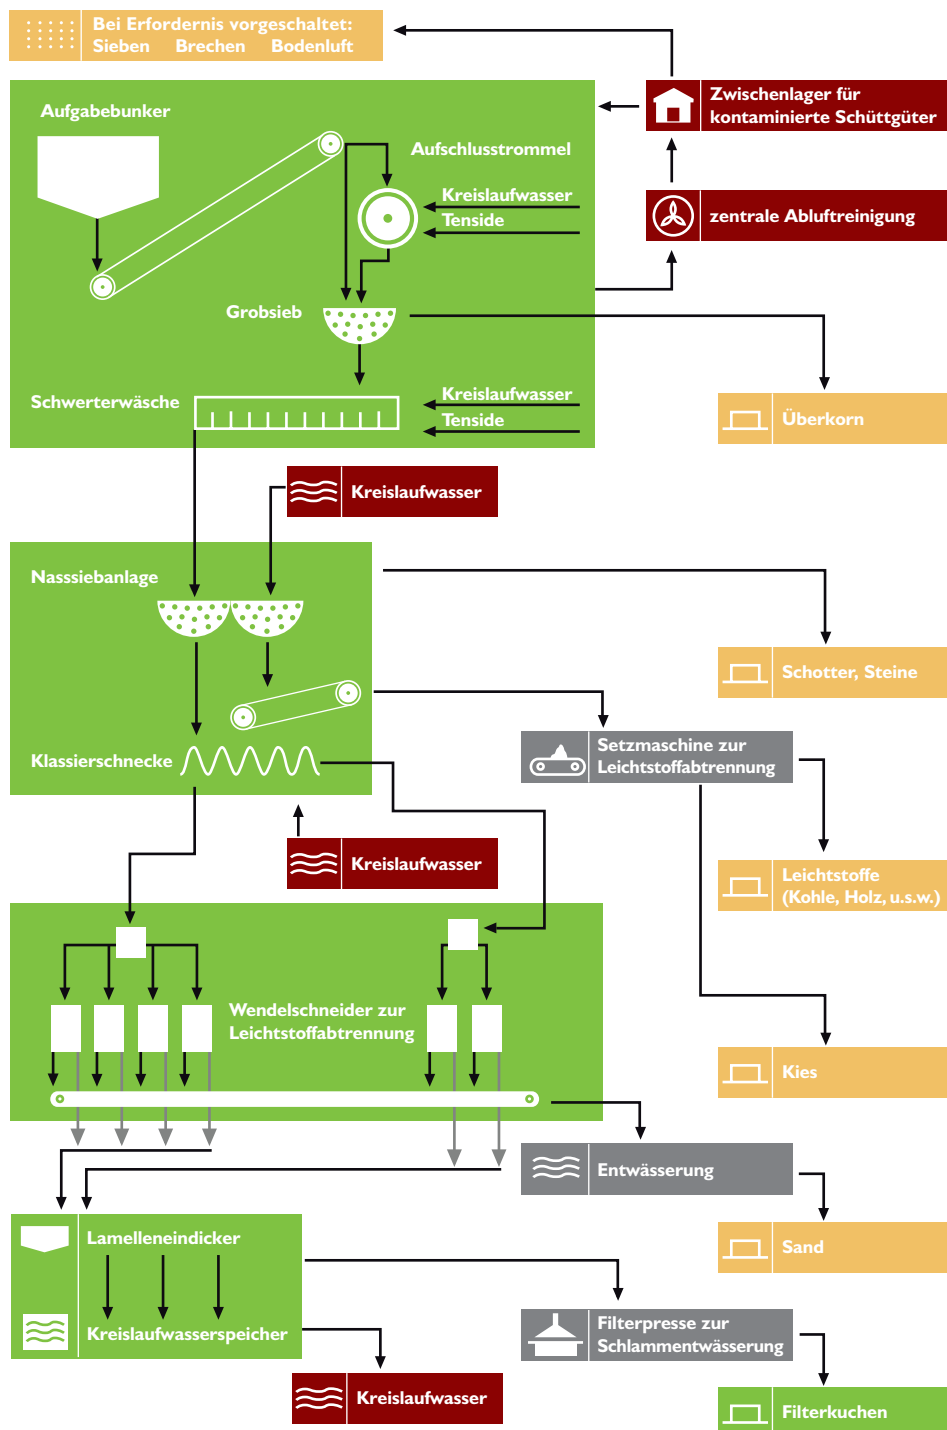 Bei Erfordernis vorgeschaltet:
Sieben Brechen Bodenluft
Zwischenlager für
kontaminierte Schüttgüter
Aufgabebunker
Aufschlusstrommel
Kreislaufwasser
Tenside
zentrale Abluftreinigung
Grobsieb
Schwerterwäsche
Kreislaufwasser
Tenside
Überkorn
Kreislaufwasser
Nasssiebanlage
Schotter, Steine
Klassierschnecke
Setzmaschine zur
Leichtstoffabtrennung
Kreislaufwasser
Leichtstoffe
(Kohle, Holz, u.s.w.)
Wendelschneider zur
Leichtstoffabtrennung
Kies
Entwässerung
Lamelleneindicker
Sand
Kreislaufwasserspeicher
Filterpresse zur
Schlammentwässerung
Kreislaufwasser
Filterkuchen